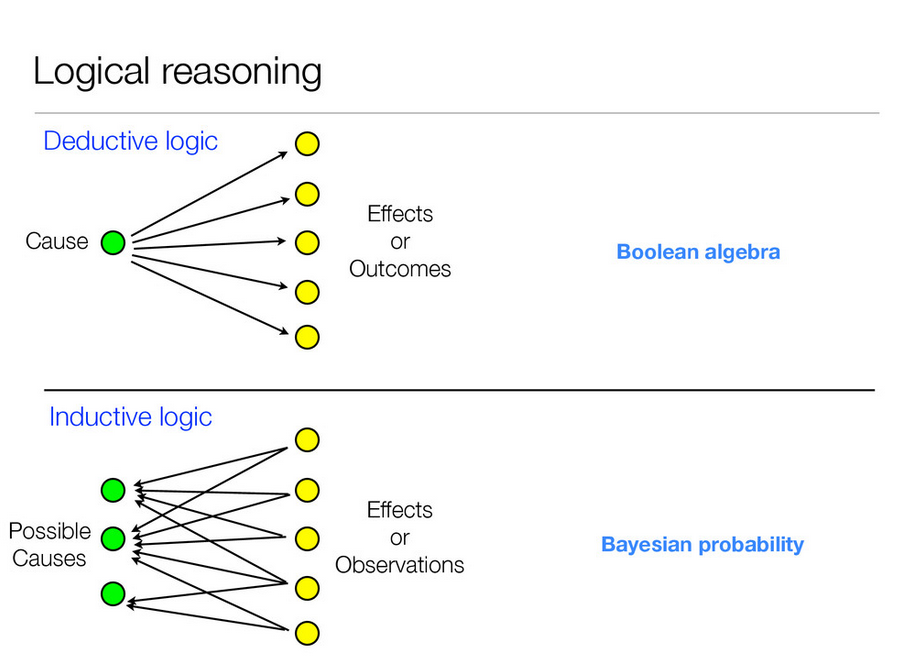 Logical reasoning
Deductive logic
Cause
Effects
or
Outcomes
Boolean algebra
Inductive logic
Possible
Causes
Effects
or
Observations
Bayesian probability